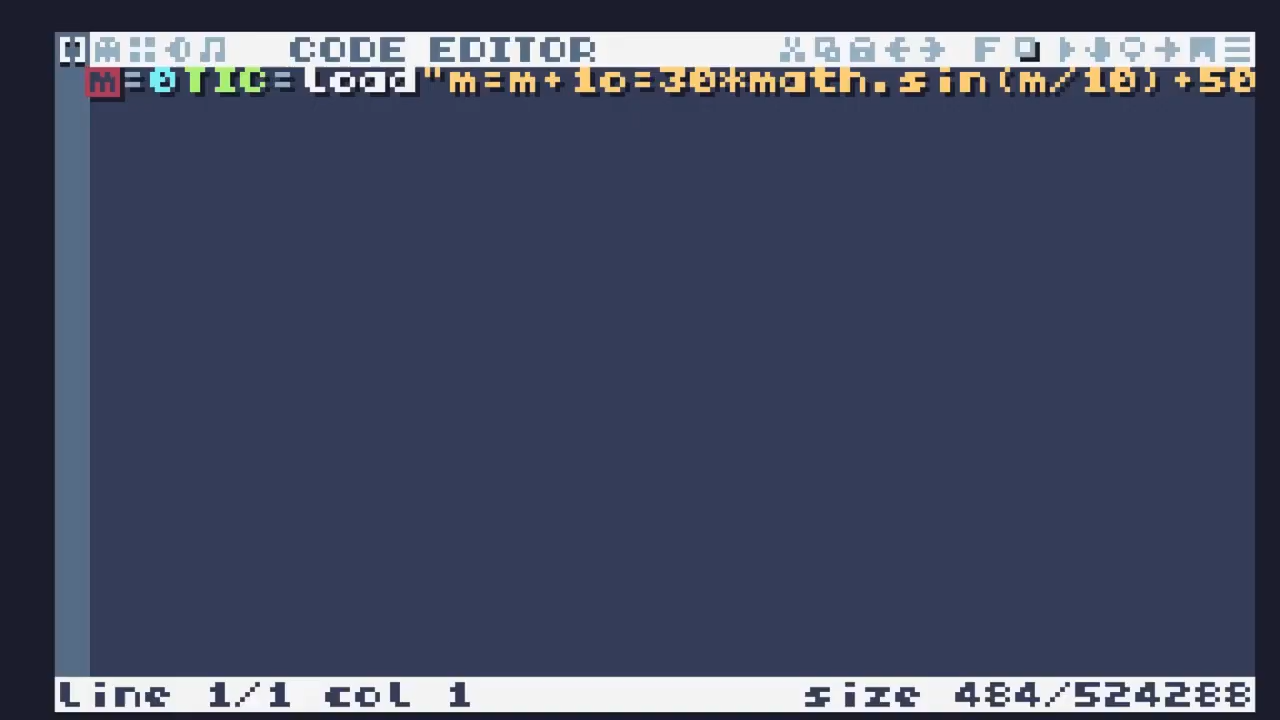 CODE EDITOR F
m=0TIC=load"m=m+1o=30*math.sin(m/10)+50
line 1/1 col 1 size 484/524288